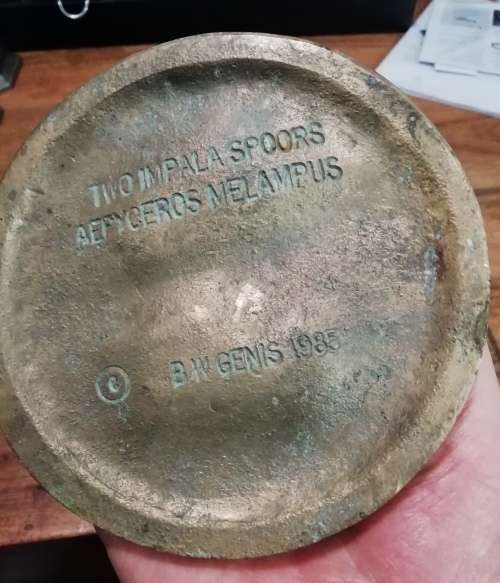 TWO IMPALA SPOORS
AEPYCEROS MELAMPUS
© B.W GENIS 1985